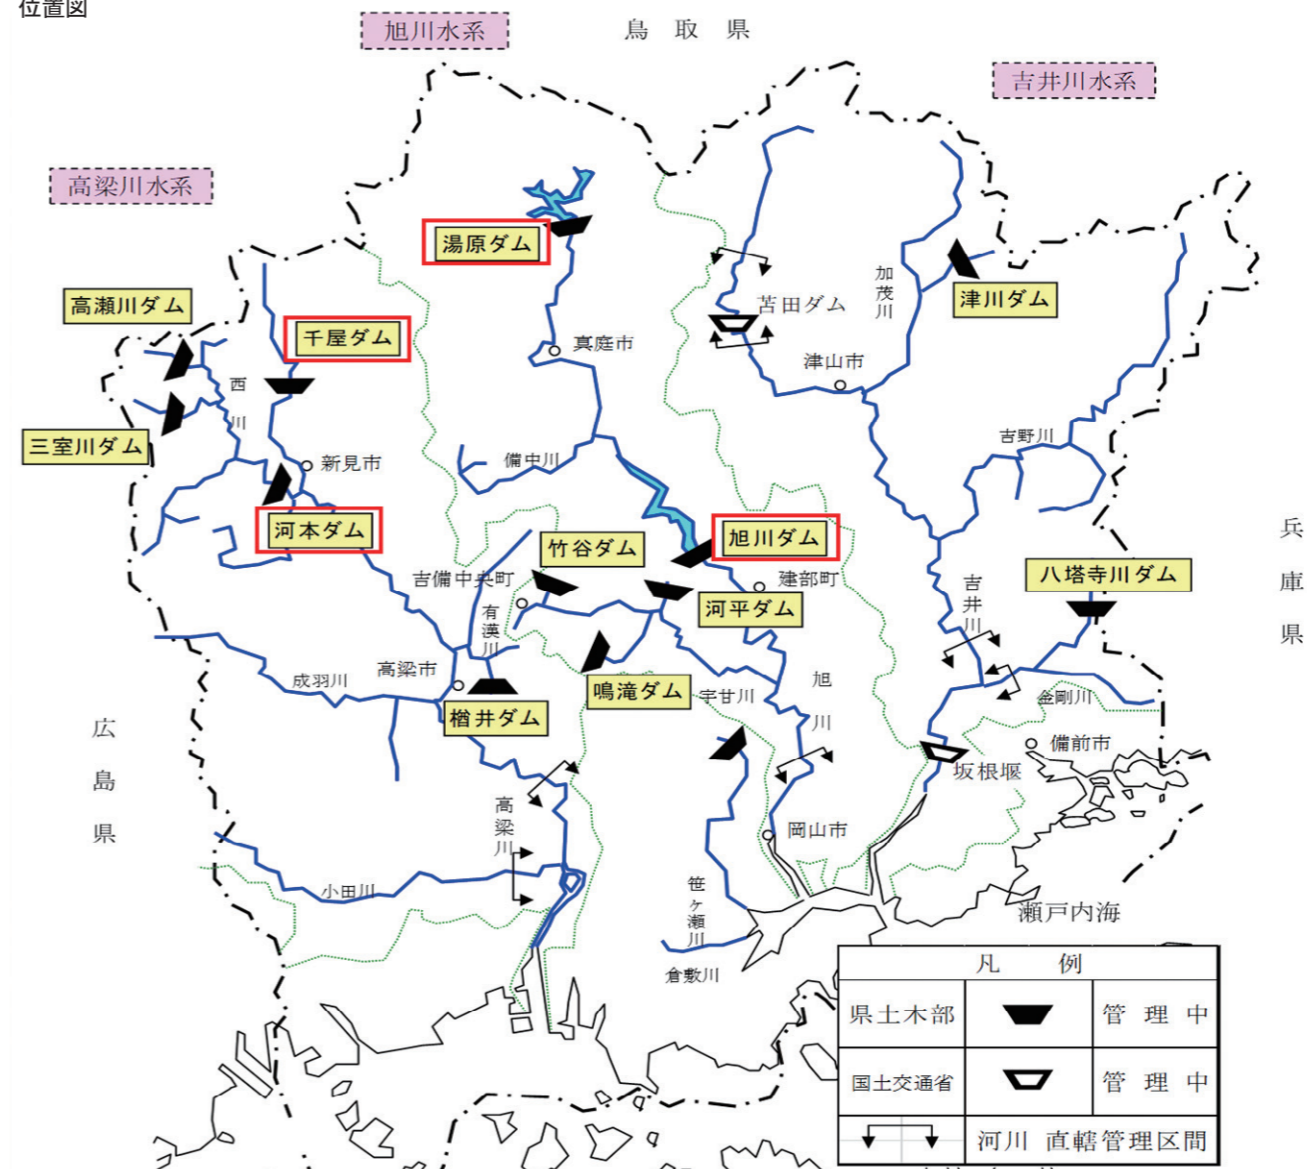 位置図
旭川水系
鳥取県
吉井川水系
高梁川水系
湯原ダム
高瀬川ダム
千屋ダム
苫田ダム
加茂川
津川ダム
真庭市
津山市
西川
三室川ダム
新見市
備中川
吉野川
河本ダム
竹谷ダム
旭川ダム
兵庫県
吉備中央町
建部町
八塔寺川ダム
有漢川
河平ダム
吉井川
高梁市
成羽川
鳴滝ダム
宇甘川
旭川
金剛川
楢井ダム
広島県
備前市
坂根堰
高梁川
岡山市
小田川
笹ヶ瀬川
瀬戸内海
倉敷川
凡例
県土木部 管理中
国土交通省 管理中
河川 直轄管理区間